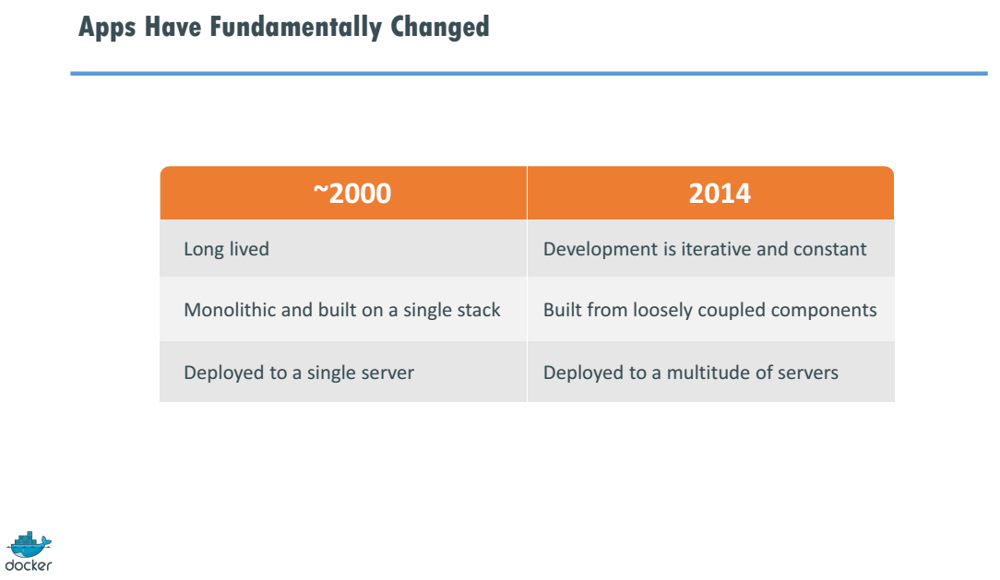 Apps Have Fundamentally Changed
~2000
2014
Long lived
Development is iterative and constant
Monolithic and built on a single stack
Built from loosely coupled components
Deployed to a single server
Deployed to a multitude of servers
docker